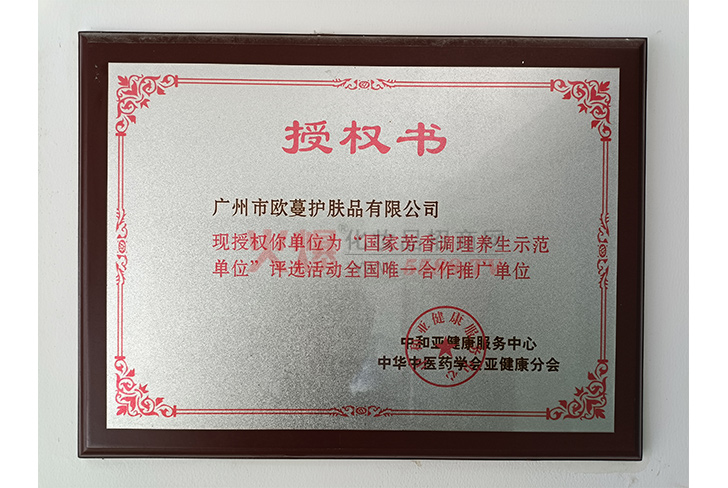 授权书
广州市欧蔓护肤品有限公司
现授权你单位为“国家芳香调理养生示范
单位”评选活动全国唯一合作推广单位
中和亚健康服务中心
中华中医药学会亚健康分会